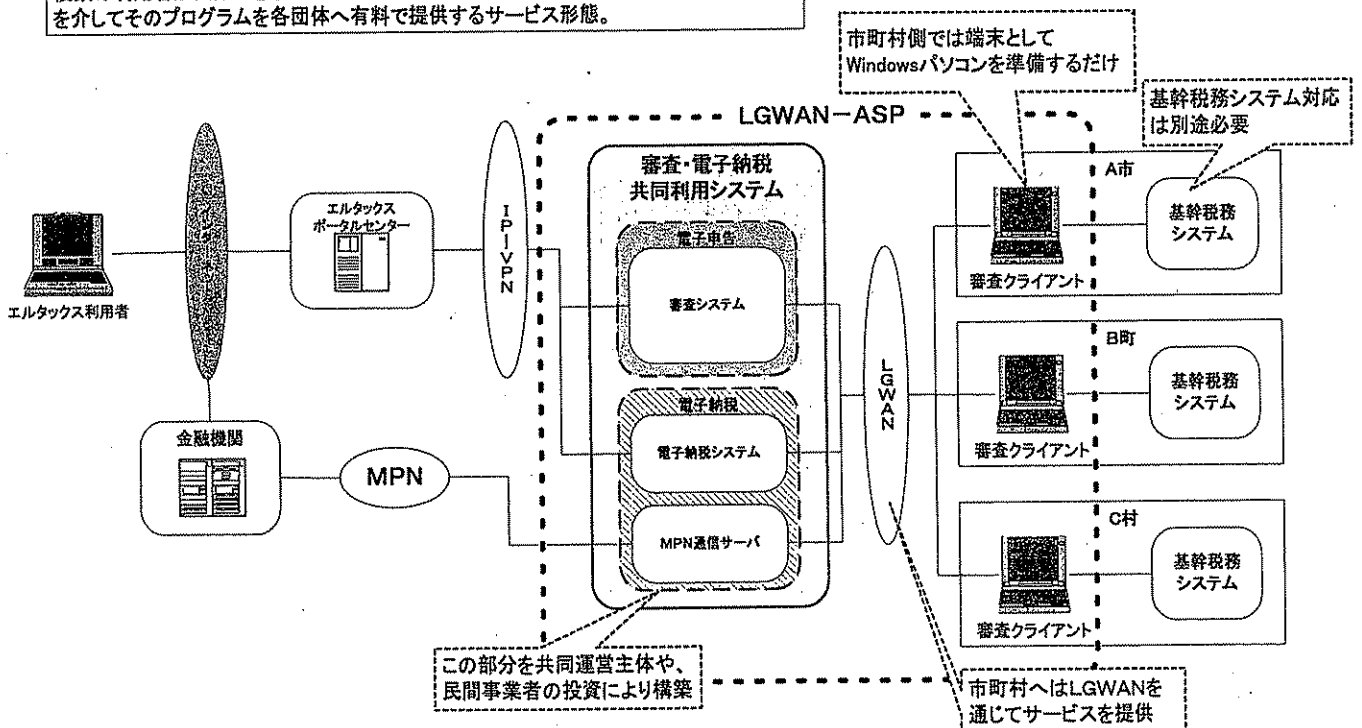 を介してそのプログラムを各団体へ有料で提供するサービス形態。
市町村側では端末として
Windowsパソコンを準備するだけ
基幹税務システム対応
は別途必要
LGWAN－ASP
審査・電子納税
共同利用システム
エルタックス利用者
エルタックス
ポータルセンター
IP-VPN
電子申告
審査システム
電子納税
電子納税システム
MPN通信サーバ
金融機関
MPN
LGWAN
A市
審査クライアント
基幹税務
システム
B町
審査クライアント
基幹税務
システム
C村
審査クライアント
基幹税務
システム
この部分を共同運営主体や、
民間事業者の投資により構築
市町村へはLGWANを
通じてサービスを提供